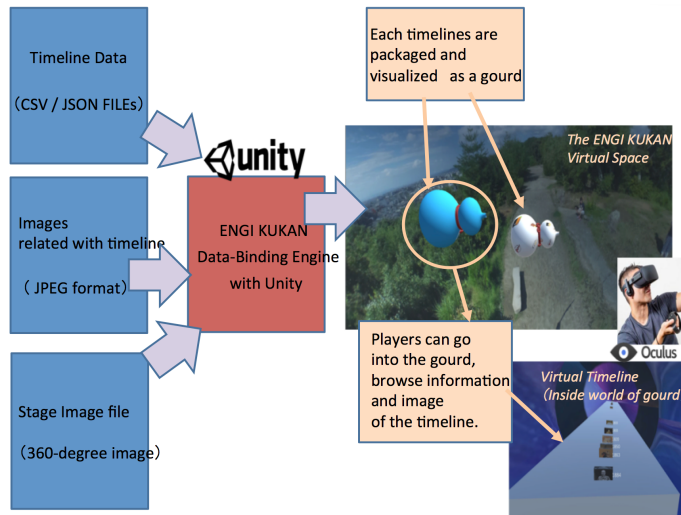 Timeline Data
（CSV / JSON FILEs）
Images
related with timeline
（ JPEG format）
Stage Image file
（360-degree image）
unity
ENGI KUKAN
Data-Binding Engine
with Unity
Each timelines are
packaged and
visualized as a gourd
The ENGI KUKAN
Virtual Space
Oculus
Players can go
into the gourd,
browse information
and image
of the timeline.
Virtual Timeline
（Inside world of gourd